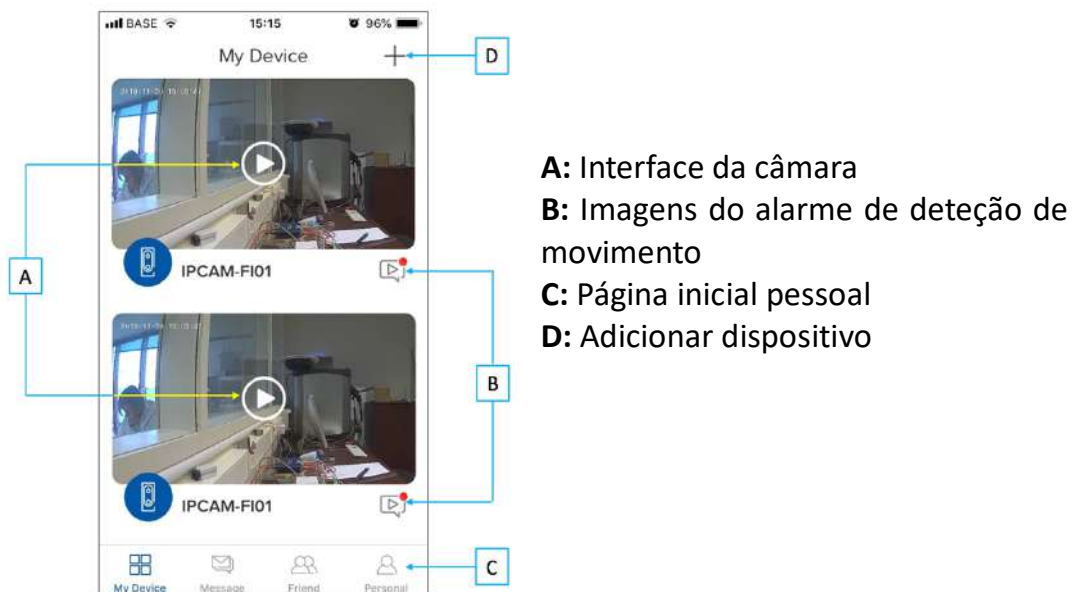 BASE 15:15 96%
My Device
D
A
IPCAM-FI01
B
IPCAM-FI01
C
My Device Message Friend Personal
A: Interface da câmara
B: Imagens do alarme de deteção de
movimento
C: Página inicial pessoal
D: Adicionar dispositivo